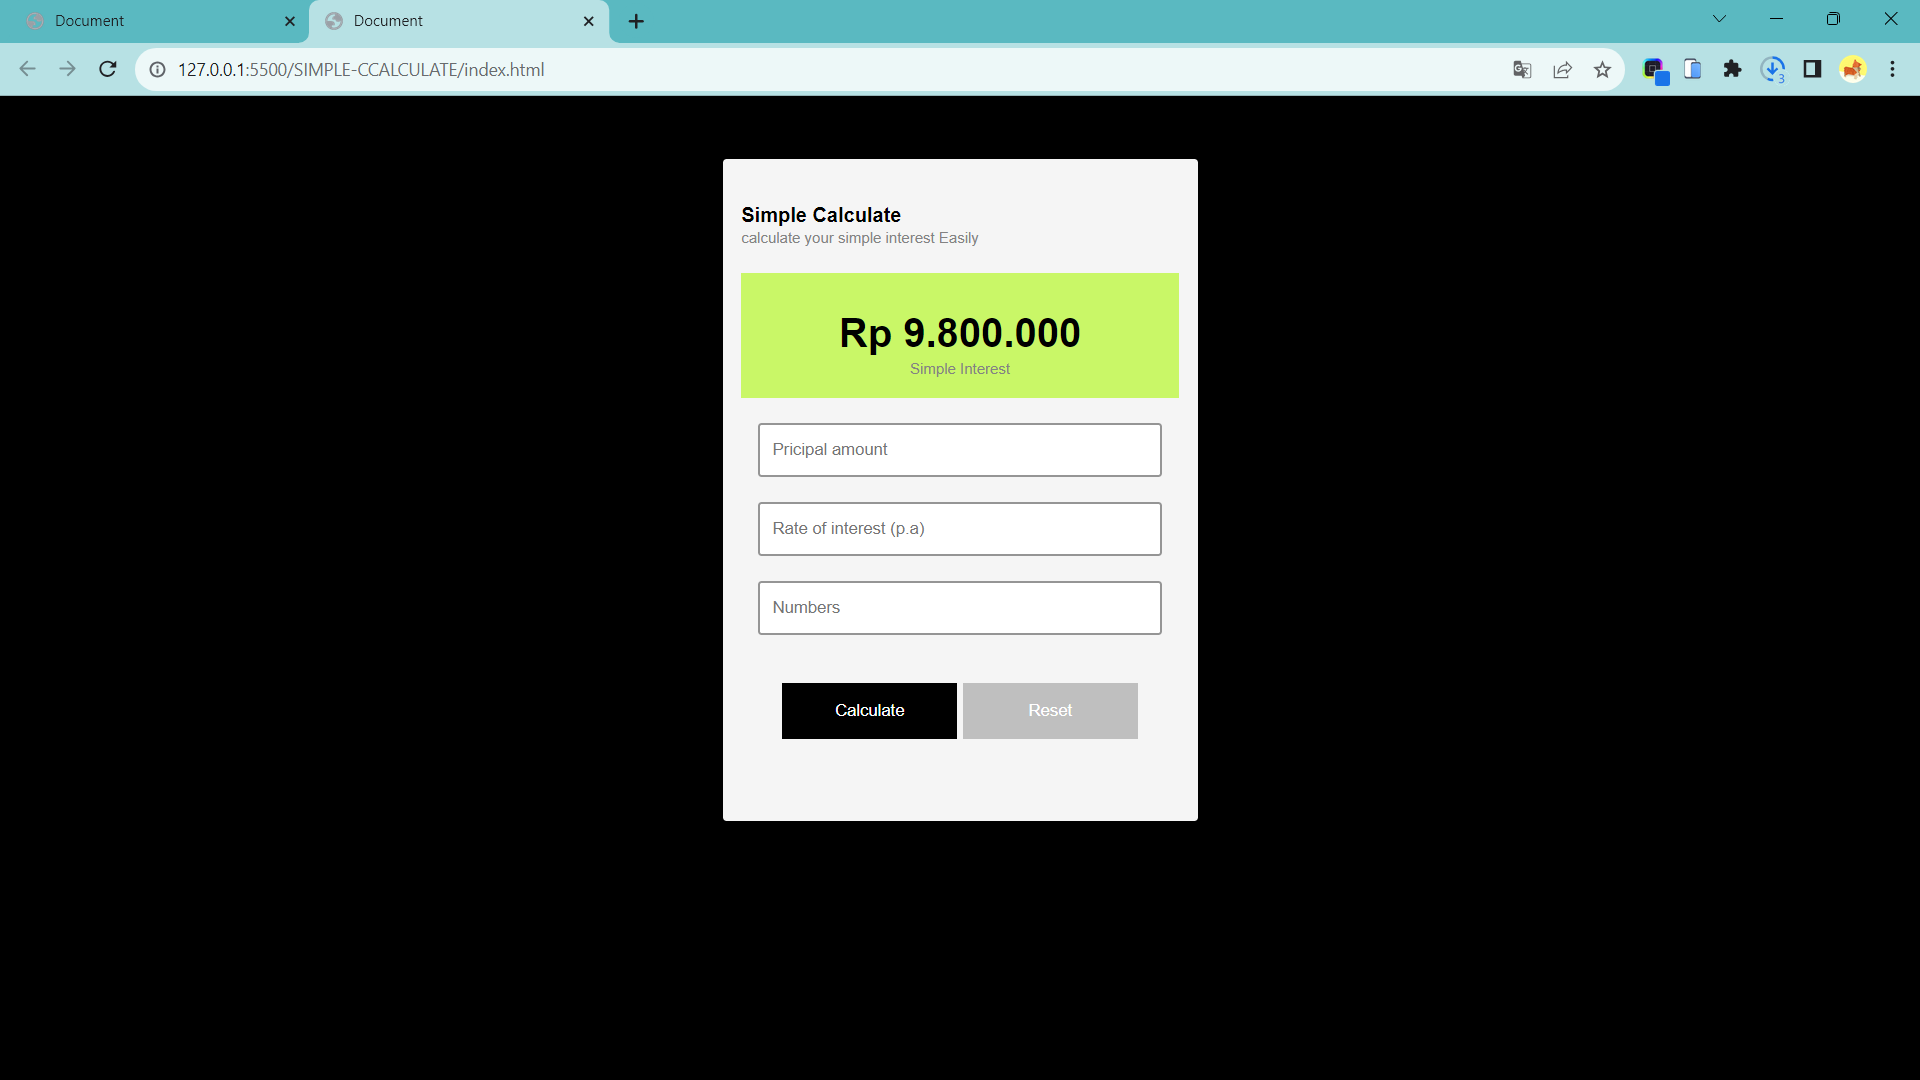 Document
Document
127.0.0.1:5500/SIMPLE-CCALCULATE/index.html
3
Simple Calculate
calculate your simple interest Easily
Rp 9.800.000
Simple Interest
Pricipal amount
Rate of interest (p.a)
Numbers
Calculate
Reset